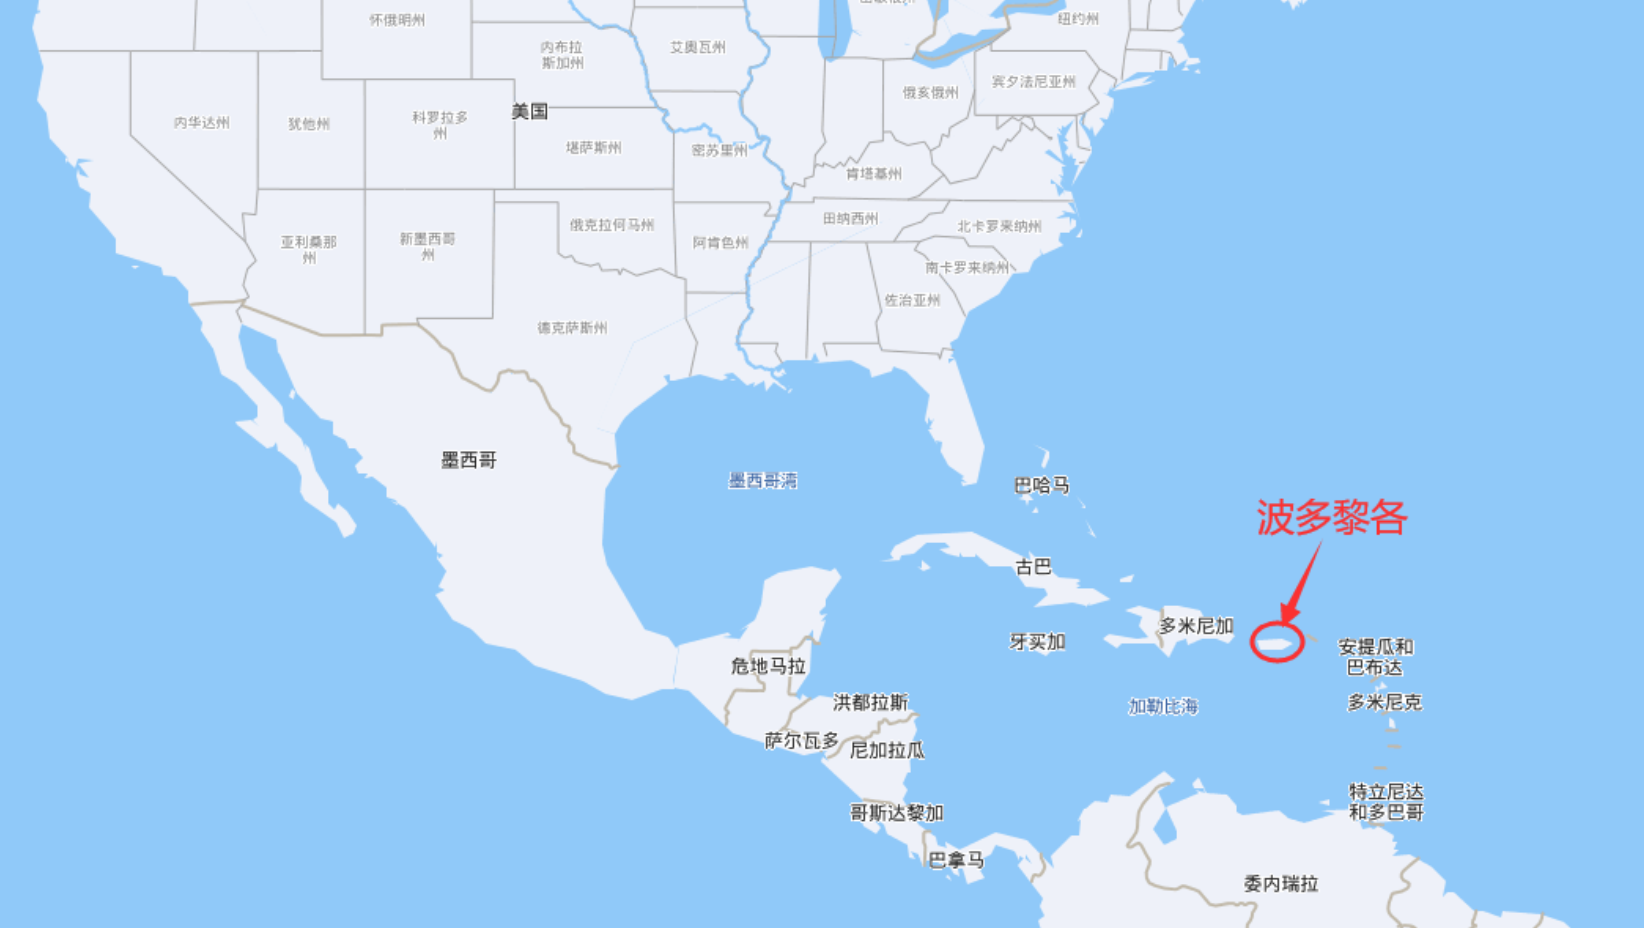 纽约州
怀俄明州
内布拉
斯加州
艾奥瓦州
俄亥俄州
宾夕法尼亚州
内华达州
犹他州
科罗拉多
州
美国
堪萨斯州
密苏里州
肯塔基州
亚利桑那
州
新墨西哥
州
俄克拉何马州
阿肯色州
田纳西州
北卡罗来纳州
南卡罗来纳州
佐治亚州
德克萨斯州
墨西哥
墨西哥湾
巴哈马
波多黎各
古巴
牙买加
多米尼加
安提瓜和
巴布达
危地马拉
洪都拉斯
加勒比海
多米尼克
萨尔瓦多
尼加拉瓜
特立尼达
和多巴哥
哥斯达黎加
巴拿马
委内瑞拉